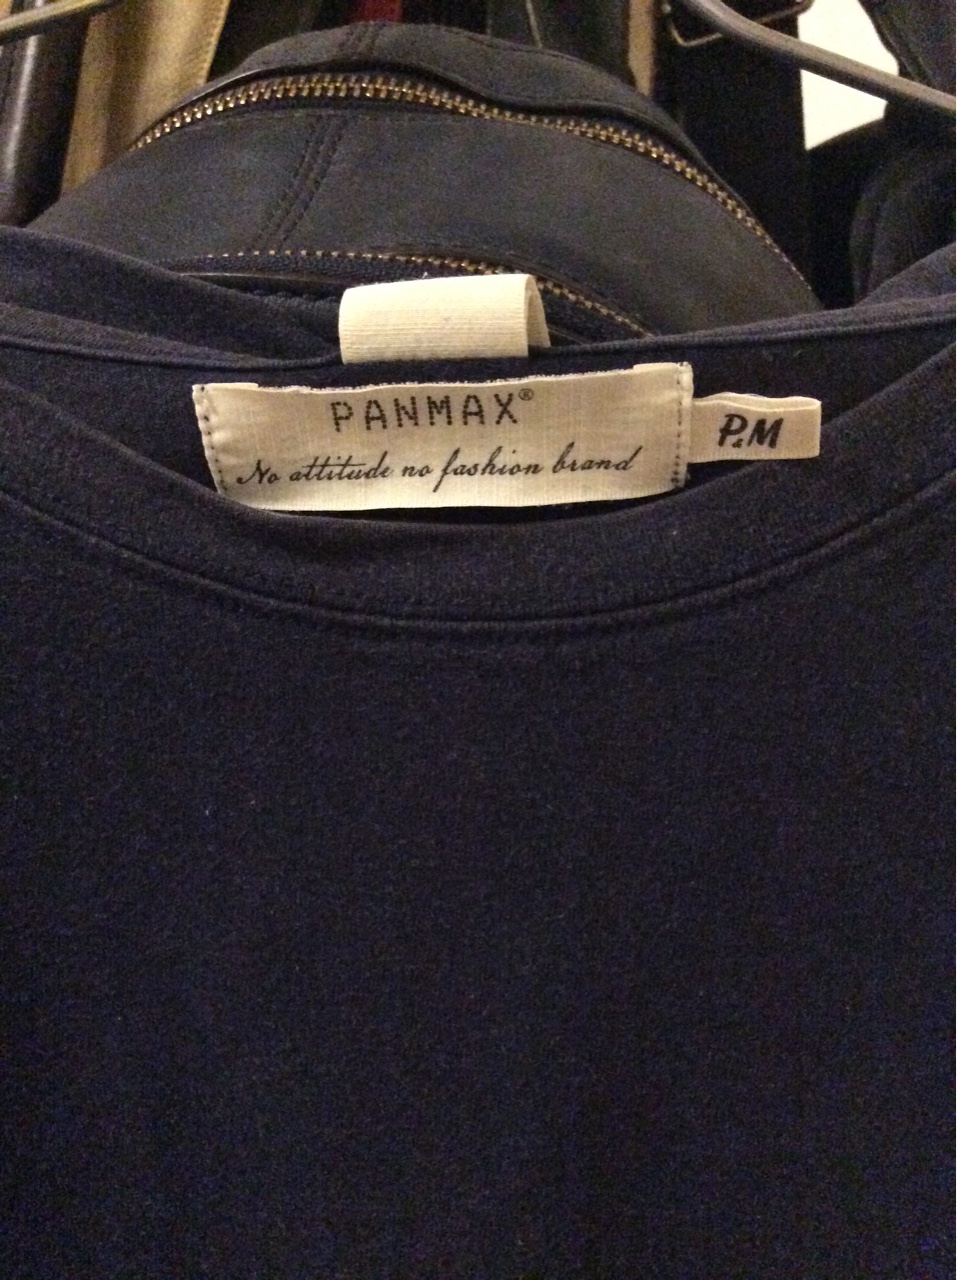 PANMAX®
No attitude no fashion brand
P&M